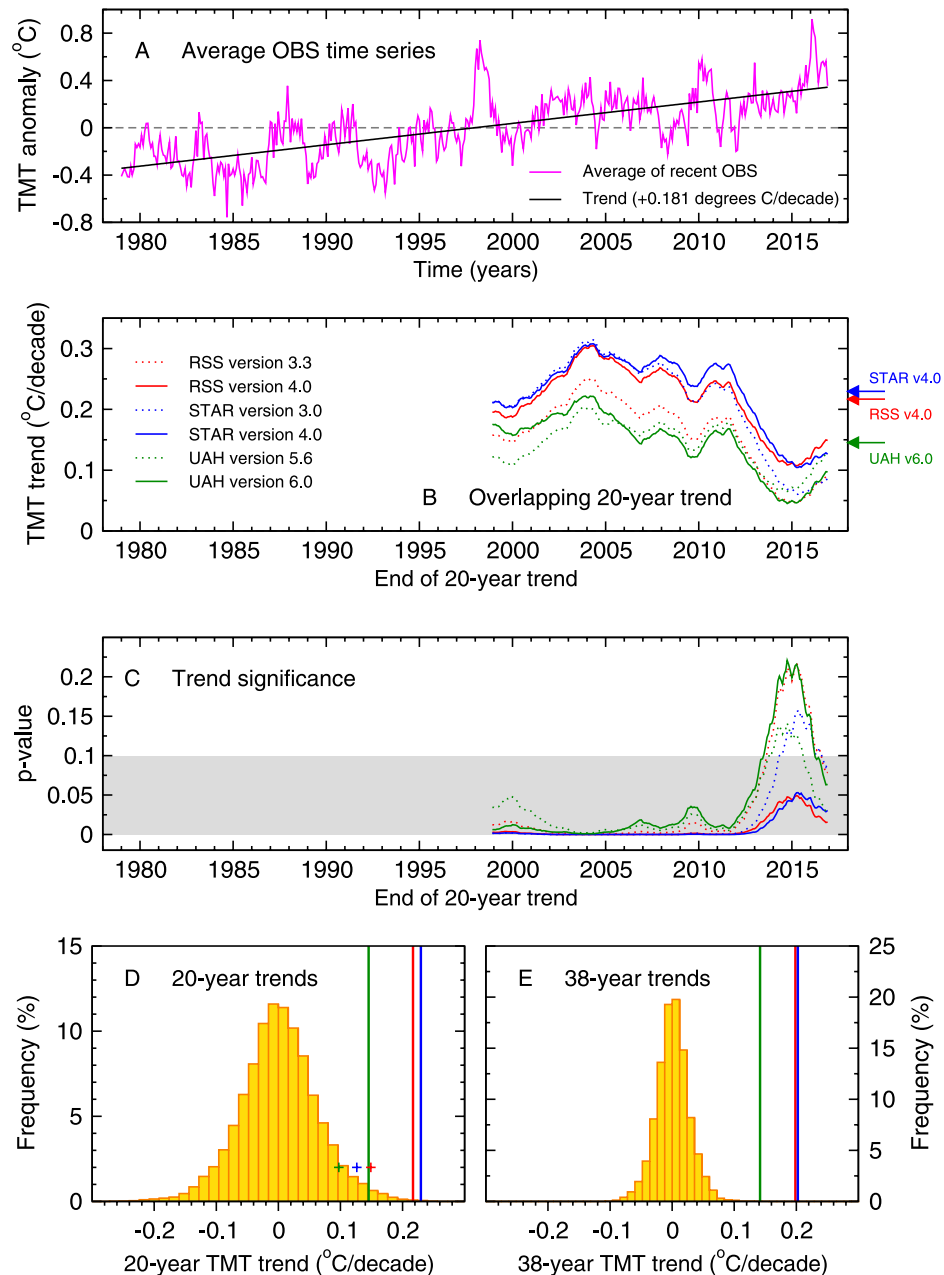 A Average OBS time series
TMT anomaly (°C)
0.8
0.4
0
-0.4
-0.8
Average of recent OBS
Trend (+0.181 degrees C/decade)
1980 1985 1990 1995 2000 2005 2010 2015
Time (years)
TMT trend (°C/decade)
0.3
0.2
0.1
0
RSS version 3.3
RSS version 4.0
STAR version 3.0
STAR version 4.0
UAH version 5.6
UAH version 6.0
STAR v4.0
RSS v4.0
UAH v6.0
B Overlapping 20-year trend
1980 1985 1990 1995 2000 2005 2010 2015
End of 20-year trend
C Trend significance
p-value
0.2
0.15
0.1
0.05
0
1980 1985 1990 1995 2000 2005 2010 2015
End of 20-year trend
D 20-year trends
Frequency (%)
15
10
5
0
-0.2 -0.1 0 0.1 0.2
20-year TMT trend (°C/decade)
E 38-year trends
25
20
15
10
5
0
Frequency (%)
-0.2 -0.1 0 0.1 0.2
38-year TMT trend (°C/decade)